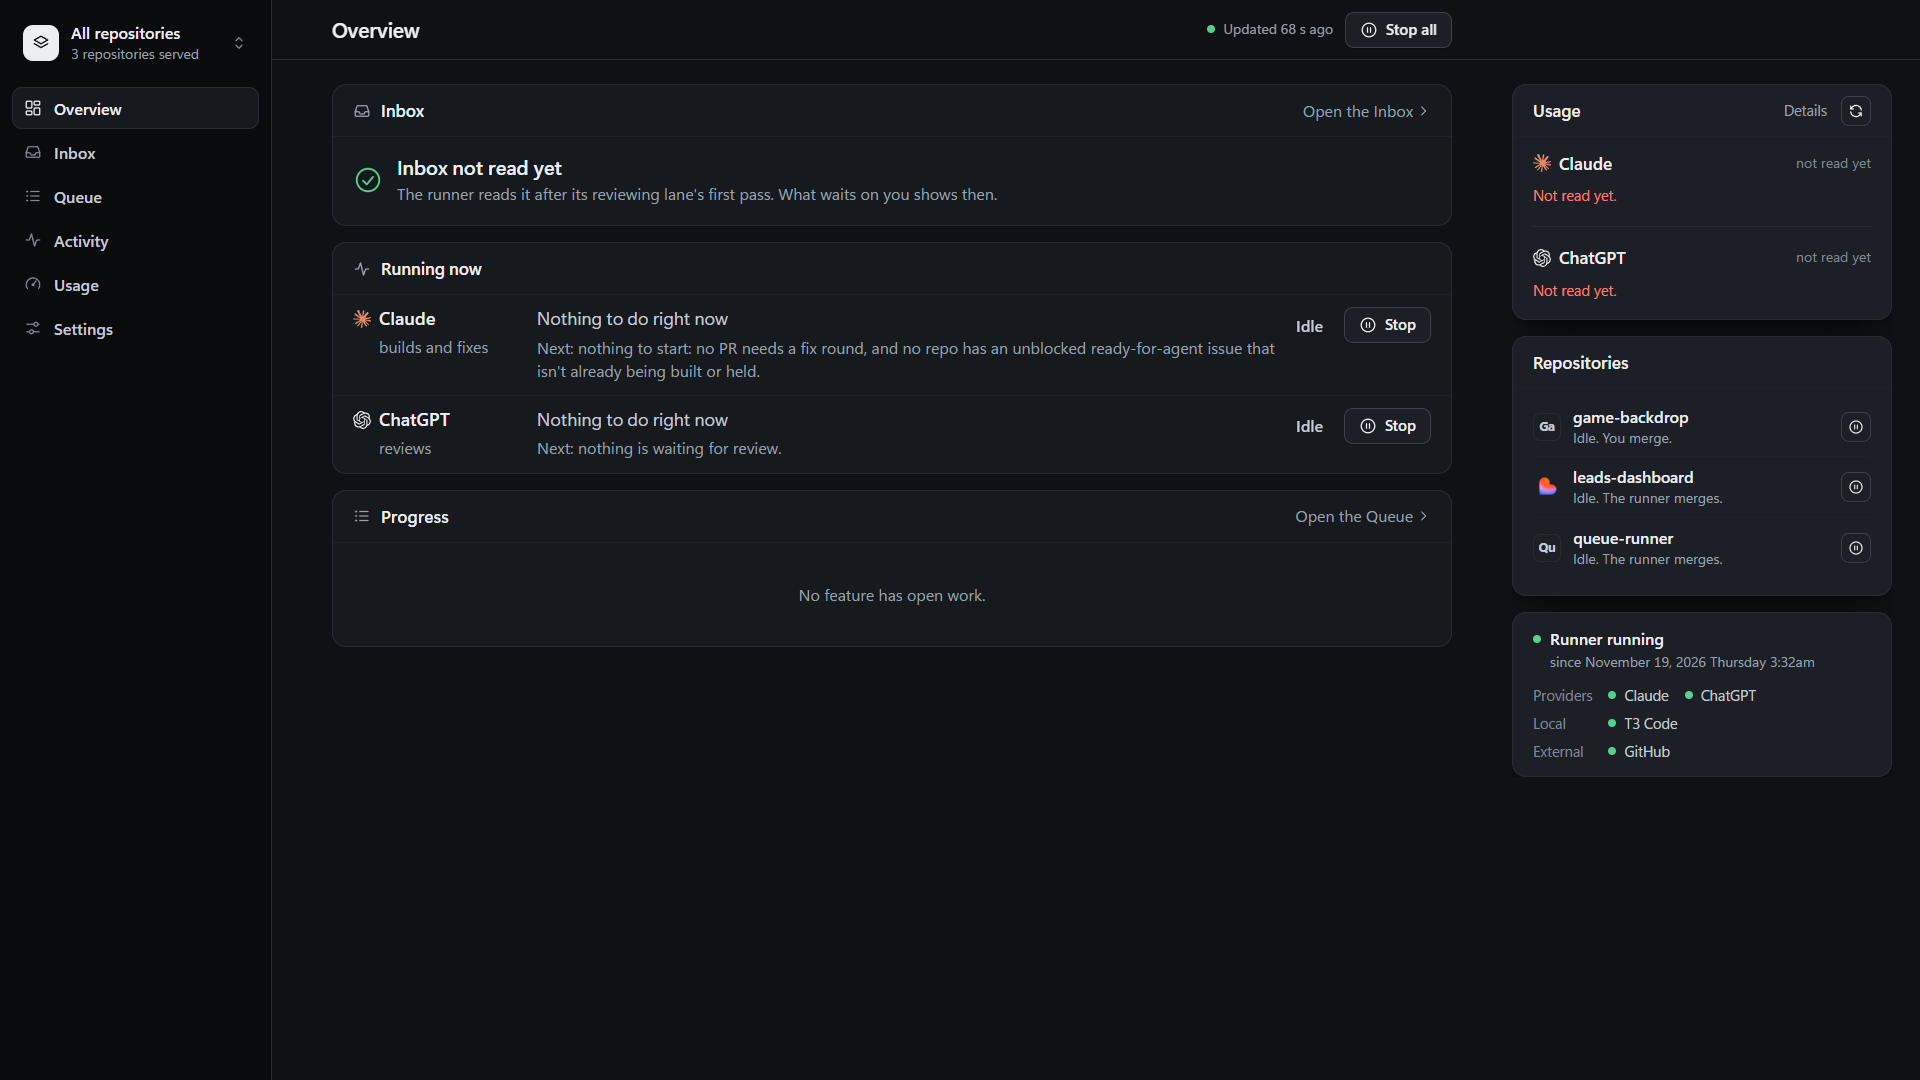 All repositories
3 repositories served
Overview
Inbox
Queue
Activity
Usage
Settings
Overview
Updated 68 s ago
Stop all
Inbox
Open the Inbox
Inbox not read yet
The runner reads it after its reviewing lane's first pass. What waits on you shows then.
Running now
Claude
builds and fixes
Nothing to do right now
Next: nothing to start: no PR needs a fix round, and no repo has an unblocked ready-for-agent issue that
isn't already being built or held.
Idle
Stop
ChatGPT
reviews
Nothing to do right now
Next: nothing is waiting for review.
Idle
Stop
Progress
Open the Queue
No feature has open work.
Usage
Details
Claude
not read yet
Not read yet.
ChatGPT
not read yet
Not read yet.
Repositories
Ga
game-backdrop
Idle. You merge.
leads-dashboard
Idle. The runner merges.
Qu
queue-runner
Idle. The runner merges.
Runner running
since November 19, 2026 Thursday 3:32am
Providers Claude ChatGPT
Local T3 Code
External GitHub